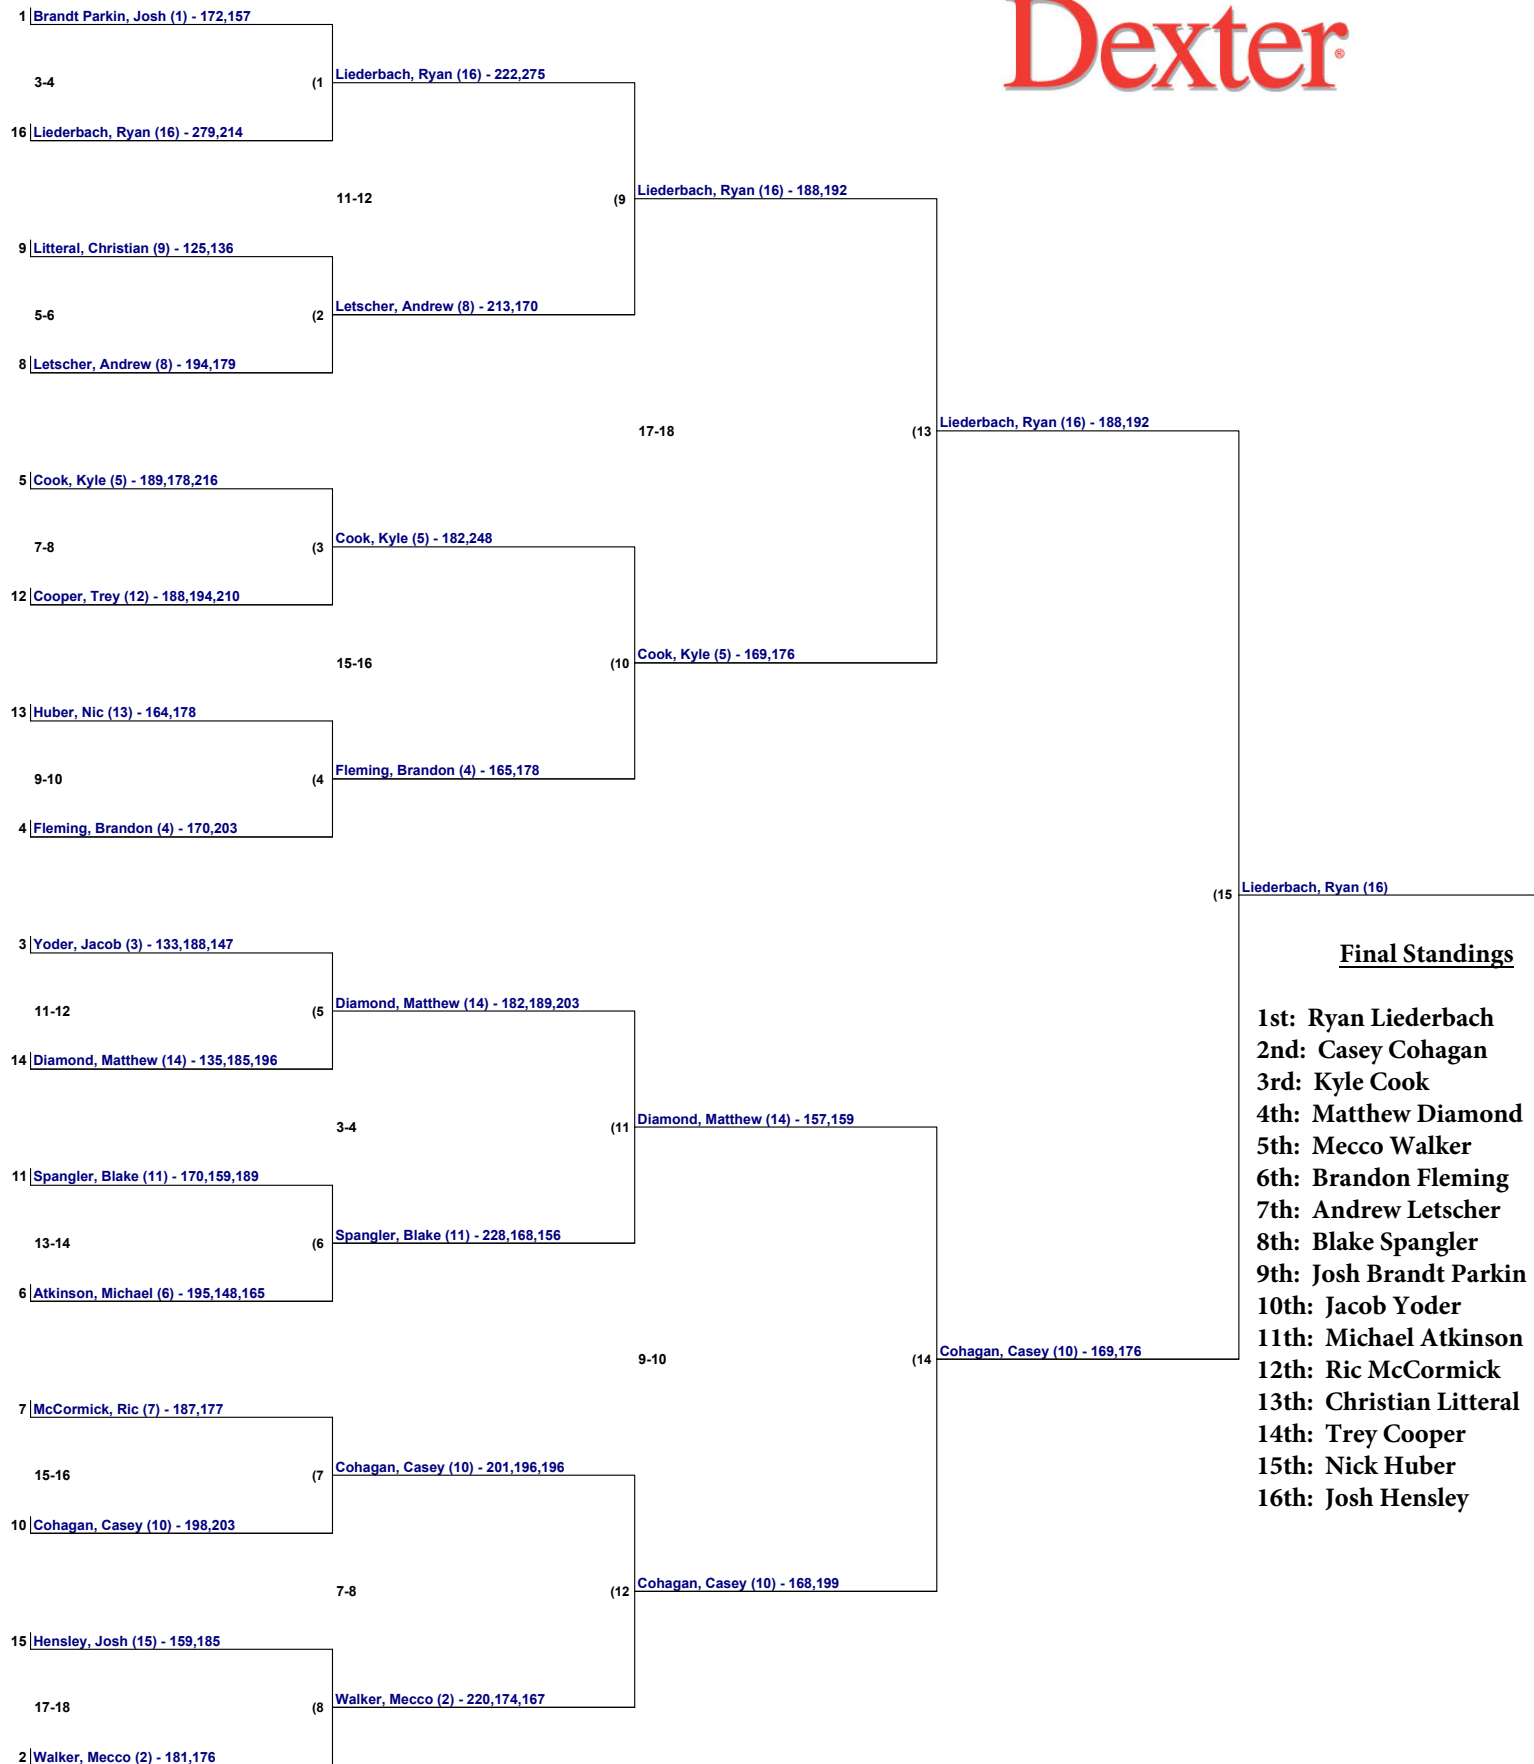 Dexter®
1 Brandt Parkin, Josh (1) - 172,157
3-4
(1
Liederbach, Ryan (16) - 222,275
16 Liederbach, Ryan (16) - 279,214
11-12
(9
Liederbach, Ryan (16) - 188,192
9 Litteral, Christian (9) - 125,136
5-6
(2
Letscher, Andrew (8) - 213,170
8 Letscher, Andrew (8) - 194,179
17-18
(13
Liederbach, Ryan (16) - 188,192
5 Cook, Kyle (5) - 189,178,216
7-8
(3
Cook, Kyle (5) - 182,248
12 Cooper, Trey (12) - 188,194,210
15-16
(10
Cook, Kyle (5) - 169,176
13 Huber, Nic (13) - 164,178
9-10
(4
Fleming, Brandon (4) - 165,178
4 Fleming, Brandon (4) - 170,203
(15
Liederbach, Ryan (16)
3 Yoder, Jacob (3) - 133,188,147
11-12
(5
Diamond, Matthew (14) - 182,189,203
14 Diamond, Matthew (14) - 135,185,196
3-4
(11
Diamond, Matthew (14) - 157,159
11 Spangler, Blake (11) - 170,159,189
13-14
(6
Spangler, Blake (11) - 228,168,156
6 Atkinson, Michael (6) - 195,148,165
9-10
(14
Cohagan, Casey (10) - 169,176
7 McCormick, Ric (7) - 187,177
15-16
(7
Cohagan, Casey (10) - 201,196,196
10 Cohagan, Casey (10) - 198,203
7-8
(12
Cohagan, Casey (10) - 168,199
15 Hensley, Josh (15) - 159,185
17-18
(8
Walker, Mecco (2) - 220,174,167
2 Walker, Mecco (2) - 181,176
Final Standings
1st: Ryan Liederbach
2nd: Casey Cohagan
3rd: Kyle Cook
4th: Matthew Diamond
5th: Mecco Walker
6th: Brandon Fleming
7th: Andrew Letscher
8th: Blake Spangler
9th: Josh Brandt Parkin
10th: Jacob Yoder
11th: Michael Atkinson
12th: Ric McCormick
13th: Christian Litteral
14th: Trey Cooper
15th: Nick Huber
16th: Josh Hensley